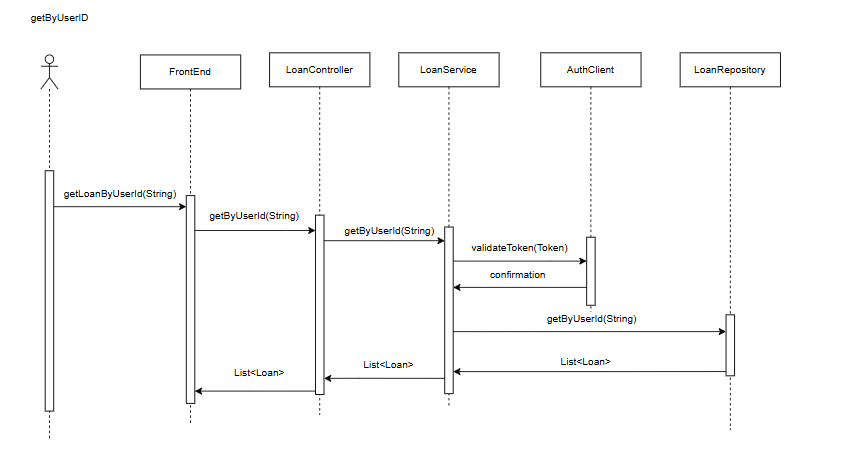 getByUserID
FrontEnd
LoanController
LoanService
AuthClient
LoanRepository
getLoanByUserId(String)
getByUserId(String)
getByUserId(String)
validateToken(Token)
confirmation
getByUserId(String)
List<Loan>
List<Loan>
List<Loan>